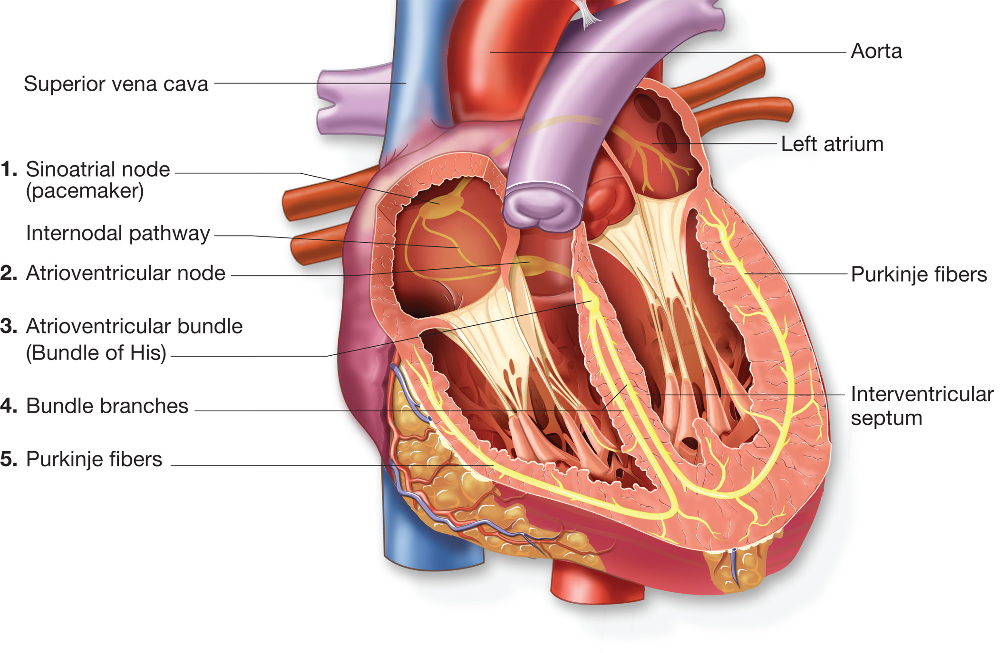 Aorta
Superior vena cava
Left atrium
1. Sinoatrial node
(pacemaker)
Internodal pathway
2. Atrioventricular node
Purkinje fibers
3. Atrioventricular bundle
(Bundle of His)
4. Bundle branches
Interventricular
septum
5. Purkinje fibers